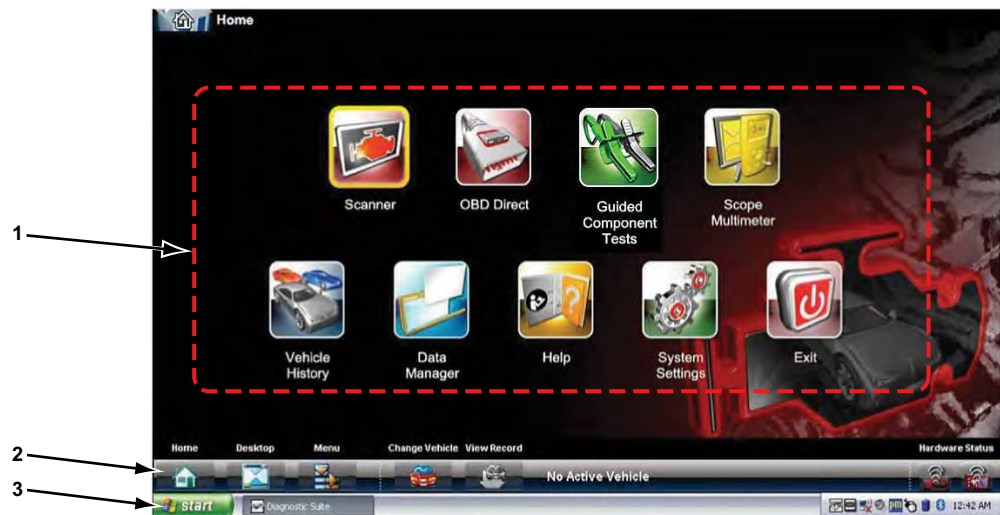 Home
Scanner
OBD Direct
Guided
Component
Tests
Scope
Multimeter
1
Vehicle
History
Data
Manager
Help
System
Settings
Exit
Home
Desktop
Menu
Change Vehicle
View Record
Hardware Status
2
No Active Vehicle
3
start
Diagnostic Suite
12:42 AM